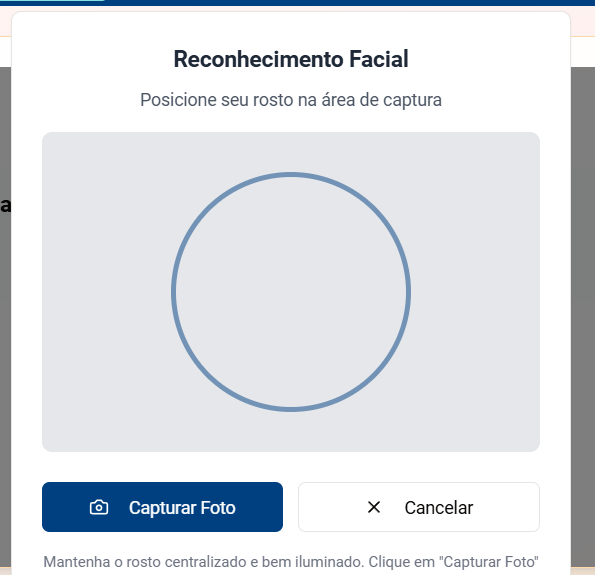 Reconhecimento Facial
Posicione seu rosto na área de captura
a
Capturar Foto
Cancelar
Mantenha o rosto centralizado e bem iluminado. Clique em "Capturar Foto"